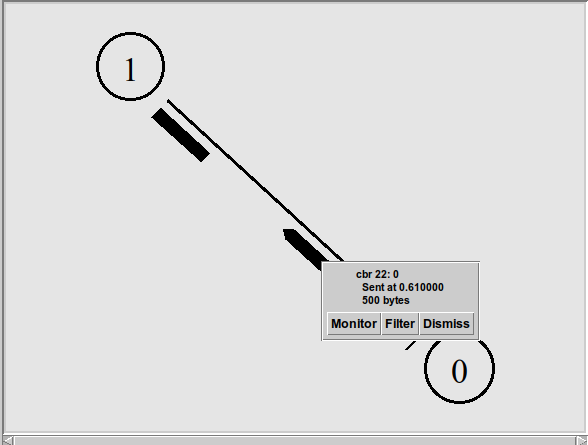 1
cbr 22: 0
Sent at 0.610000
500 bytes
Monitor Filter Dismiss
0